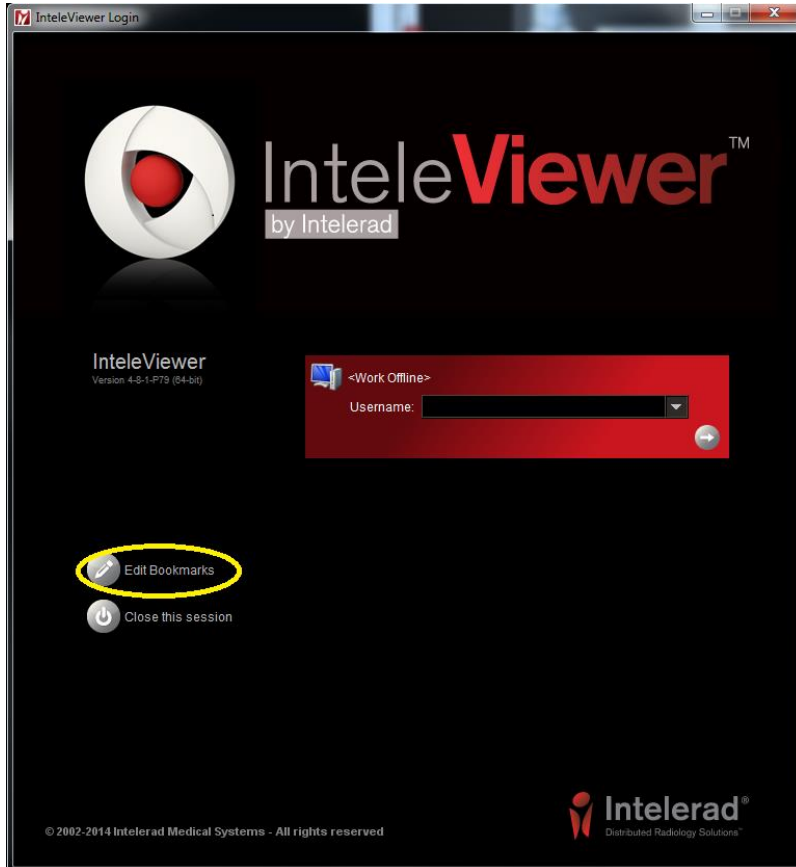 InteleViewer Login
InteleViewer™
by Intelerad
InteleViewer
Version 4-8-1-P79 (64-bit)
<Work Offline>
Username:
Edit Bookmarks
Close this session
Intelerad®
Distributed Radiology Solutions™
© 2002-2014 Intelerad Medical Systems - All rights reserved